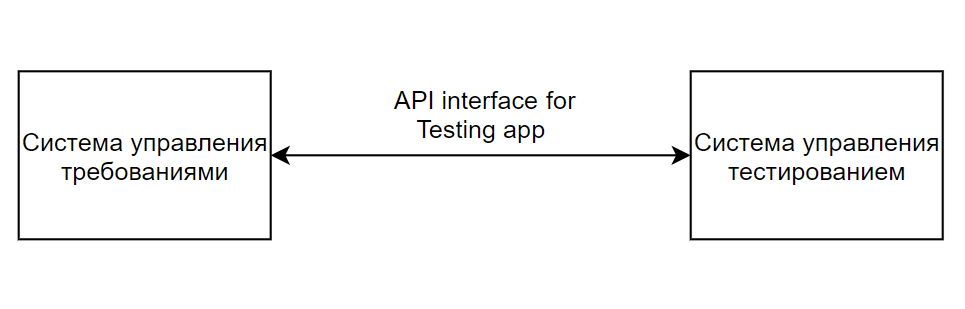 Система управления
требованиями
API interface for
Testing app
Система управления
тестированием